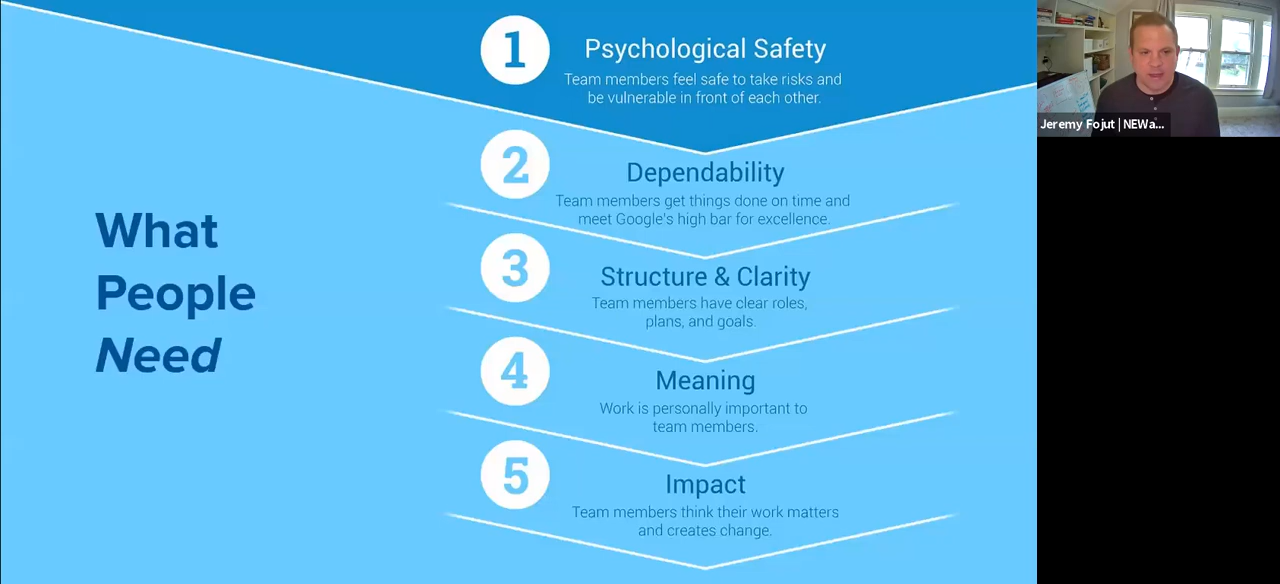 What
People
Need
1
Psychological Safety
Team members feel safe to take risks and
be vulnerable in front of each other.
2
Dependability
Team members get things done on time and
meet Google's high bar for excellence.
3
Structure & Clarity
Team members have clear roles,
plans, and goals.
4
Meaning
Work is personally important to
team members.
5
Impact
Team members think their work matters
and creates change.
Jeremy Fojut | NEWa...